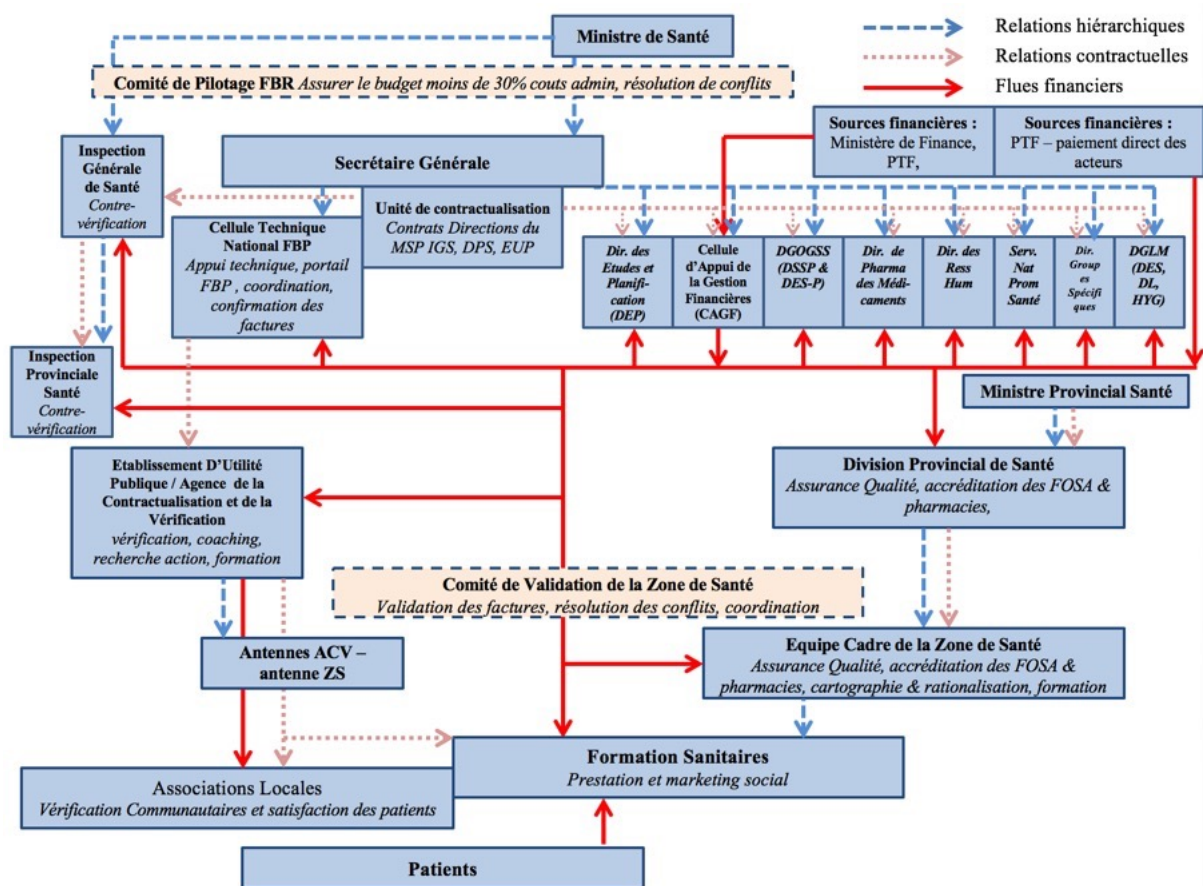 Ministre de Santé
Relations hiérarchiques
Relations contractuelles
Flues financiers
Comité de Pilotage FBR Assurer le budget moins de 30% couts admin, résolution de conflits
Inspection
Générale
de Santé
Contre-
vérification
Secrétaire Générale
Sources financières :
Ministère de Finance,
PTF,
Sources financières :
PTF – paiement direct des
acteurs
Cellule Technique
National FBP
Appui technique, portail
FBP , coordination,
confirmation des
factures
Unité de contractualisation
Contrats Directions du
MSP IGS, DPS, EUP
Dir. des
Etudes et
Planifi-
cation
(DEP)
Cellule
d’Appui de
la Gestion
Financières
(CAGF)
DGOGSS
(DSSP &
DES-P)
Dir. de
Pharma
des Médi-
caments
Dir. des
Ress
Hum
Serv.
Nat
Prom
Santé
Dir.
Group
es
Spécifi
ques
DGLM
(DES,
DL,
HYG)
Inspection
Provinciale
Santé
Contre-
vérification
Ministre Provincial Santé
Etablissement D’Utilité
Publique / Agence de la
Contractualisation et de la
Vérification
vérification, coaching,
recherche action, formation
Division Provincial de Santé
Assurance Qualité, accréditation des FOSA &
pharmacies,
Comité de Validation de la Zone de Santé
Validation des factures, résolution des conflits, coordination
Antennes ACV –
antenne ZS
Equipe Cadre de la Zone de Santé
Assurance Qualité, accréditation des FOSA &
pharmacies, cartographie & rationalisation, formation
Formation Sanitaires
Prestation et marketing social
Associations Locales
Vérification Communautaires et satisfaction des patients
Patients